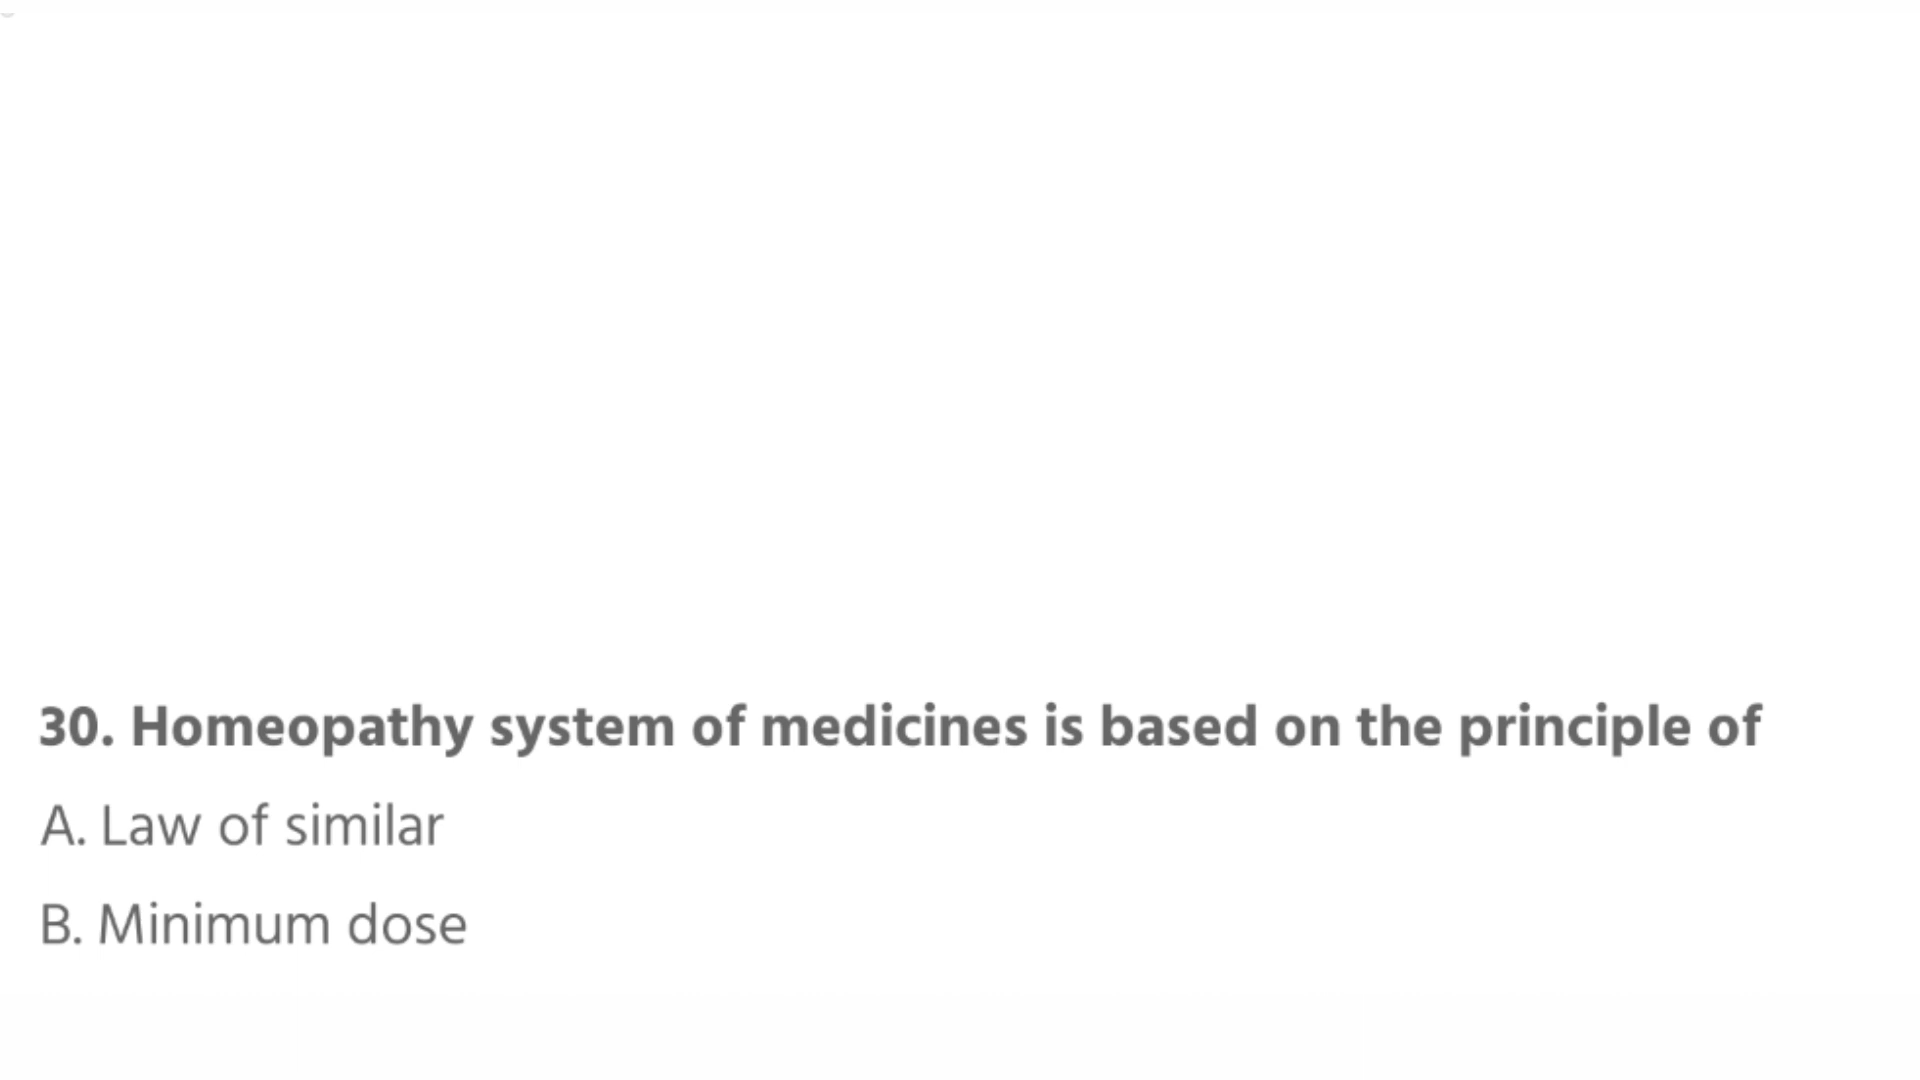 30. Homeopathy system of medicines is based on the principle of
A. Law of similar
B. Minimum dose